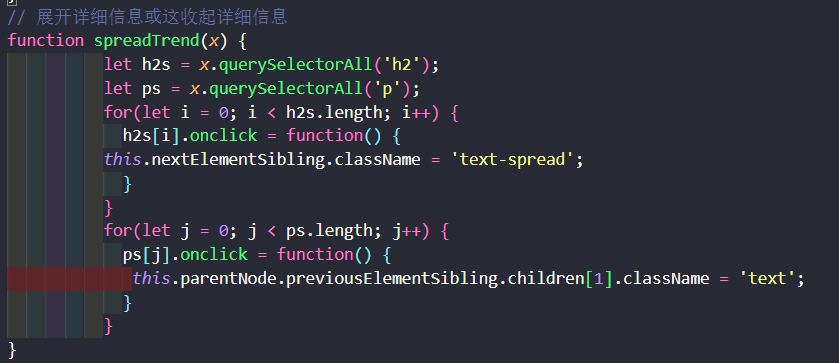 // 展开详细信息或这收起详细信息
function spreadTrend(x) {
let h2s = x.querySelectorAll('h2');
let ps = x.querySelectorAll('p');
for(let i = 0; i < h2s.length; i++) {
h2s[i].onclick = function() {
this.nextElementSibling.className = 'text-spread';
}
}
for(let j = 0; j < ps.length; j++) {
ps[j].onclick = function() {
this.parentNode.previousElementSibling.children[1].className = 'text';
}
}
}